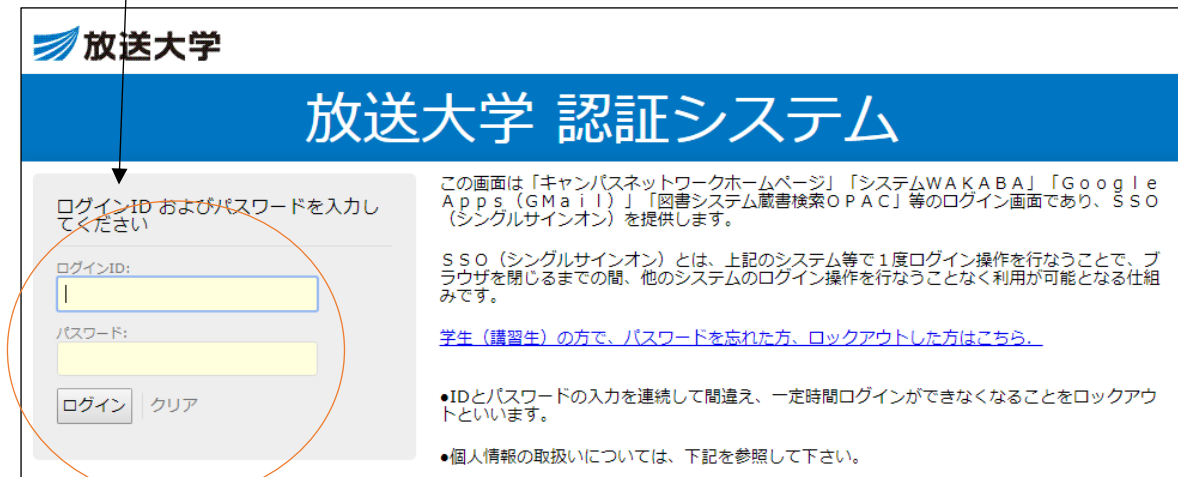 放送大学
放送大学 認証システム
ログインID およびパスワードを入力し
てください
ログインID:
パスワード:
ログイン クリア
この画面は「キャンパスネットワークホームページ」「システムWAKABA」「Google
Apps(GMail)」「図書システム蔵書検索OPAC」等のログイン画面であり、SSO
(シングルサインオン)を提供します。
SSO(シングルサインオン)とは、上記のシステム等で1度ログイン操作を行なうことで、ブ
ラウザを閉じるまでの間、他のシステムのログイン操作を行なうことなく利用が可能となる仕組
みです。
学生(講習生)の方で、パスワードを忘れた方、ロックアウトした方はこちら.
●IDとパスワードの入力を連続して間違え、一定時間ログインができなくなることをロックアウ
トといいます。
●個人情報の取扱いについては、下記を参照して下さい。